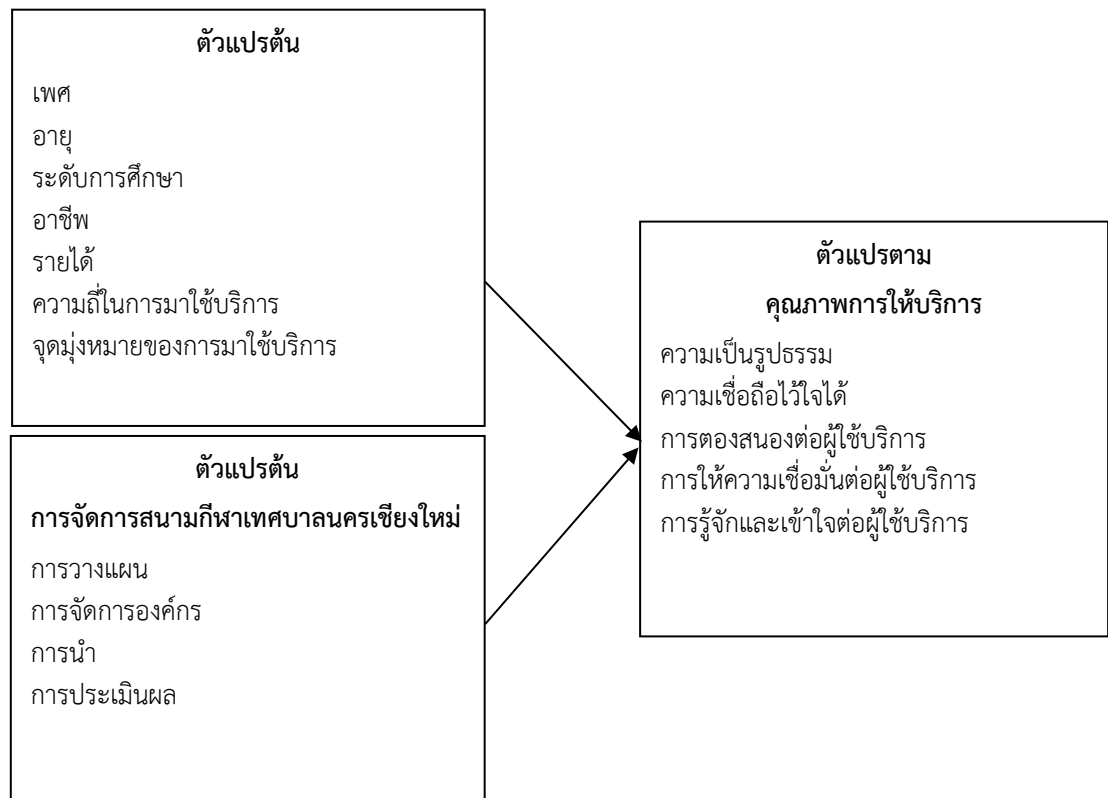 ตัวแปรต้น
เพศ
อายุ
ระดับการศึกษา
อาชีพ
รายได้
ความถี่ในการมาใช้บริการ
จุดมุ่งหมายของการมาใช้บริการ
ตัวแปรต้น
การจัดการสนามกีฬาเทศบาลนครเชียงใหม่
การวางแผน
การจัดการองค์กร
การนำ
การประเมินผล
ตัวแปรตาม
คุณภาพการให้บริการ
ความเป็นรูปธรรม
ความเชื่อถือไว้ใจได้
การตองสนองต่อผู้ใช้บริการ
การให้ความเชื่อมั่นต่อผู้ใช้บริการ
การรู้จักและเข้าใจต่อผู้ใช้บริการ